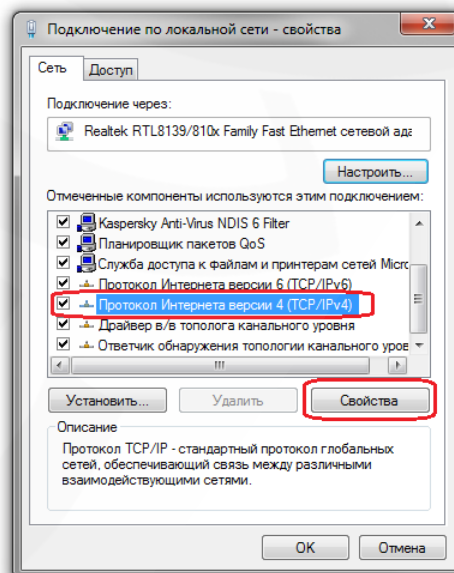 Подключение по локальной сети - свойства
Сеть
Доступ
Подключение через:
Realtek RTL8139/810x Family Fast Ethernet сетевой ада
Настроить...
Отмеченные компоненты используются этим подключением:
Kaspersky Anti-Virus NDIS 6 Filter
Планировщик пакетов QoS
Служба доступа к файлам и принтерам сетей Micro
Протокол Интернета версии 6 (TCP/IPv6)
Протокол Интернета версии 4 (TCP/IPv4)
Драйвер в/в тополога канального уровня
Ответчик обнаружения топологии канального уров
Установить...
Удалить
Свойства
Описание
Протокол TCP/IP - стандартный протокол глобальных
сетей, обеспечивающий связь между различными
взаимодействующими сетями.
OK
Отмена